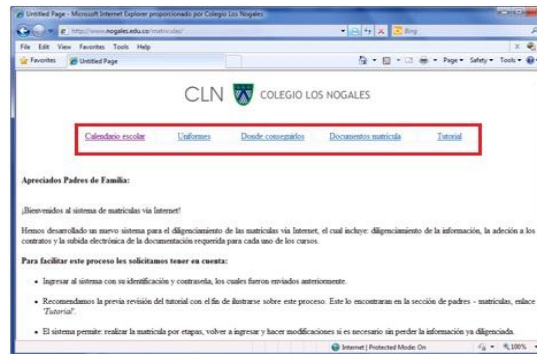 Untitled Page - Microsoft Internet Explorer proporcionado por Colegio Los Nogales
http://www.nogales.edu.co/matriculas/
Bing
File Edit View Favorites Tools Help
Favorites Untitled Page Page Safety Tools
CLN COLEGIO LOS NOGALES
Calendario escolar Uniformes Donde conseguirlos Documentos matricula Tutorial
Apreciados Padres de Familia:
¡Bienvenidos al sistema de matriculas via Internet!
Hemos desarrollado un nuevo sistema para el diligenciamiento de las matriculas via Internet, el cual incluye: diligenciamiento de la información, la adeción a los
contratos y la subida electrónica de la documentación requerida para cada uno de los cursos.
Para facilitar este proceso les solicitamos tener en cuenta:
• Ingresar al sistema con su identificación y contraseña, los cuales fueron enviados anteriormente.
• Recomendamos la previa revisión del tutorial con el fin de ilustrarse sobre este proceso. Este lo encontraran en la sección de padres - matriculas, enlace
"Tutorial".
• El sistema permite: realizar la matricula por etapas, volver a ingresar y hacer modificaciones si es necesario sin perder la información ya diligenciada.
Internet | Protected Mode: On 100%